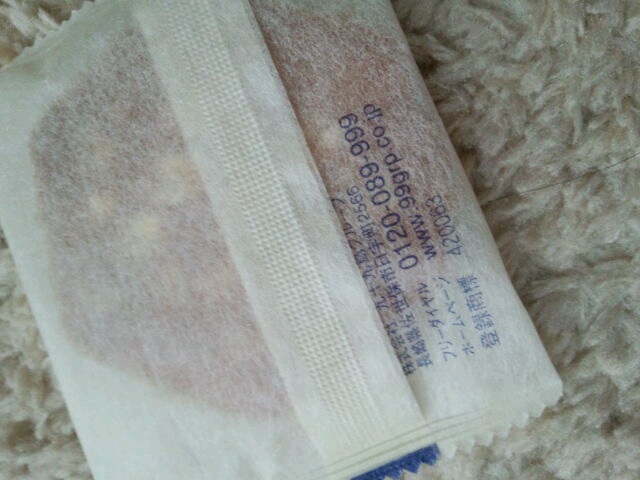 株式会社 九十九島グループ
長崎県佐世保市日宇町2566
フリーダイヤル 0120-089-999
ホームページ www.99grp.co.jp
登録商標 420083